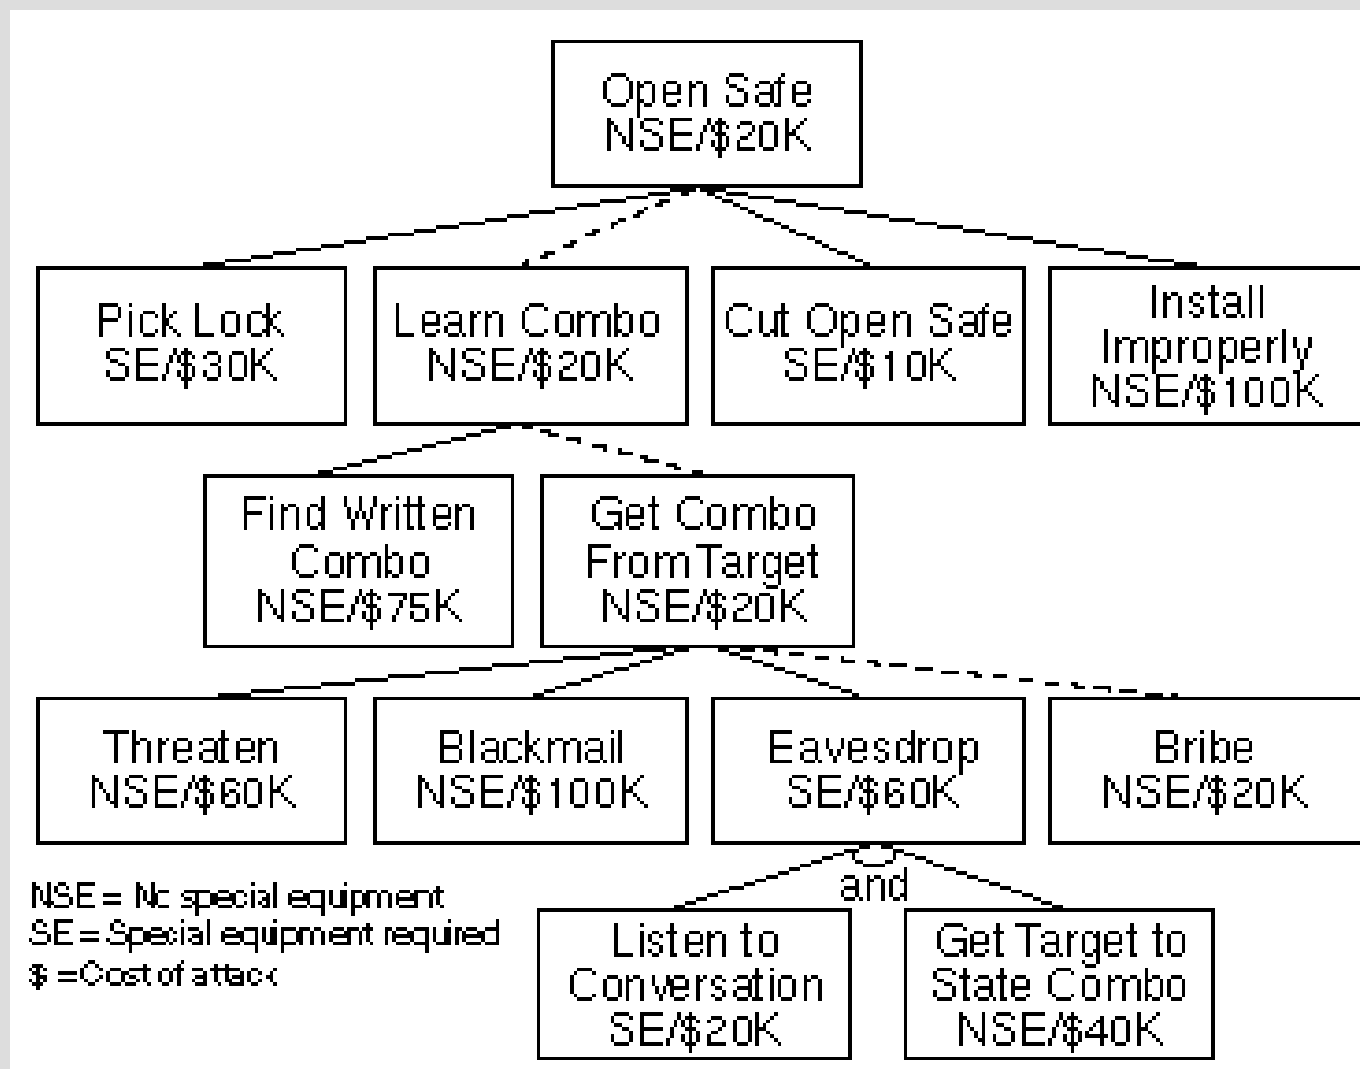 Open Safe
NSE/$20K
Pick Lock
SE/$30K
Learn Combo
NSE/$20K
Cut Open Safe
SE/$10K
Install
Improperly
NSE/$100K
Find Written
Combo
NSE/$75K
Get Combo
From Target
NSE/$20K
Threaten
NSE/$60K
Blackmail
NSE/$100K
Eavesdrop
SE/$60K
Bribe
NSE/$20K
and
Listen to
Conversation
SE/$20K
Get Target to
State Combo
NSE/$40K
NSE = No special equipment
SE = Special equipment required
$ = Cost of attack